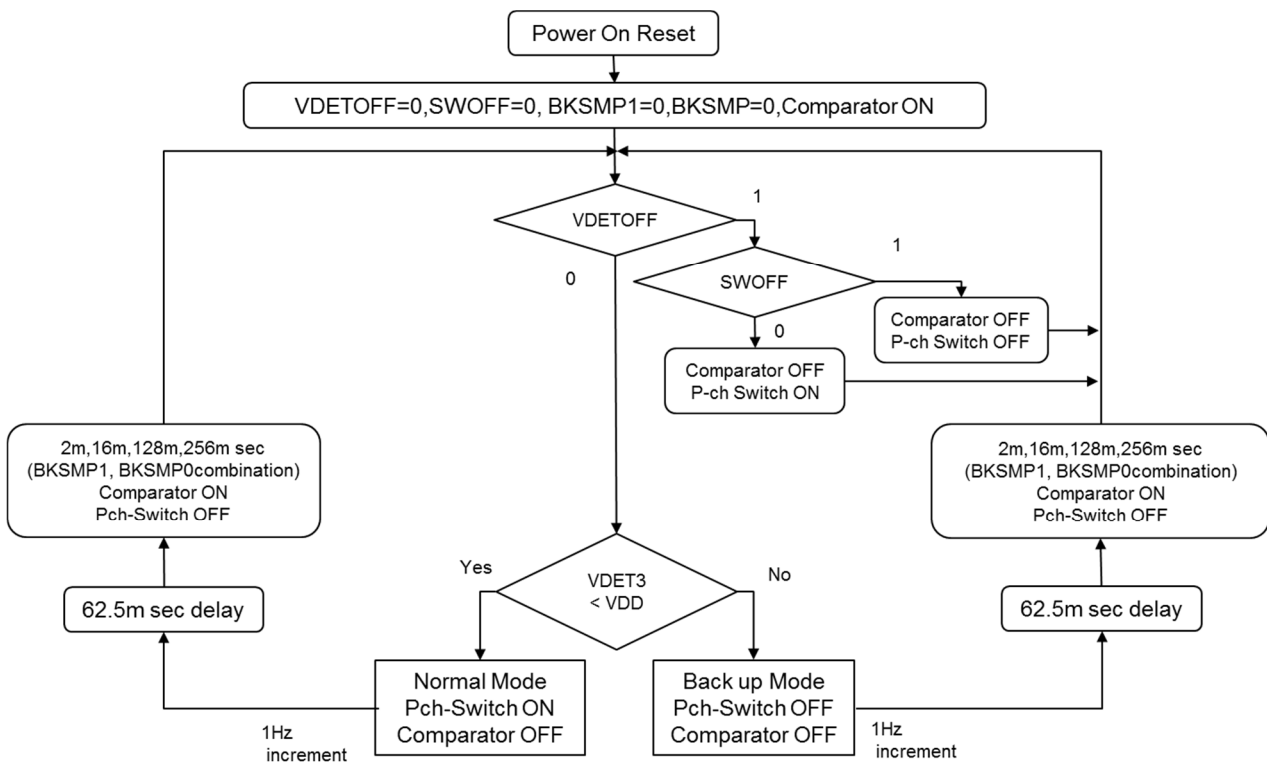 Power On Reset
VDETOFF=0,SWOFF=0, BKSMP1=0,BKSMP=0,Comparator ON
VDETOFF
1
0
SWOFF
1
0
Comparator OFF
P-ch Switch OFF
Comparator OFF
P-ch Switch ON
2m,16m,128m,256m sec
(BKSMP1, BKSMP0combination)
Comparator ON
Pch-Switch OFF
2m,16m,128m,256m sec
(BKSMP1, BKSMP0combination)
Comparator ON
Pch-Switch OFF
62.5m sec delay
Yes
VDET3
< VDD
No
62.5m sec delay
Normal Mode
Pch-Switch ON
Comparator OFF
Back up Mode
Pch-Switch OFF
Comparator OFF
1Hz
increment
1Hz
increment